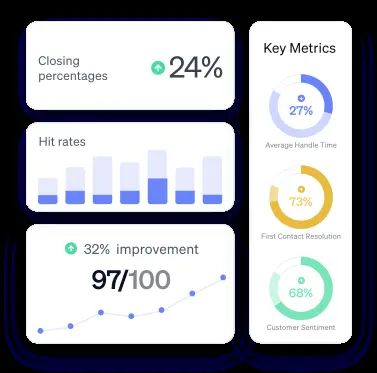 Closing
percentages
24%
Hit rates
32% improvement
97/100
Key Metrics
27%
Average Handle Time
73%
First Contact Resolution
68%
Customer Sentiment